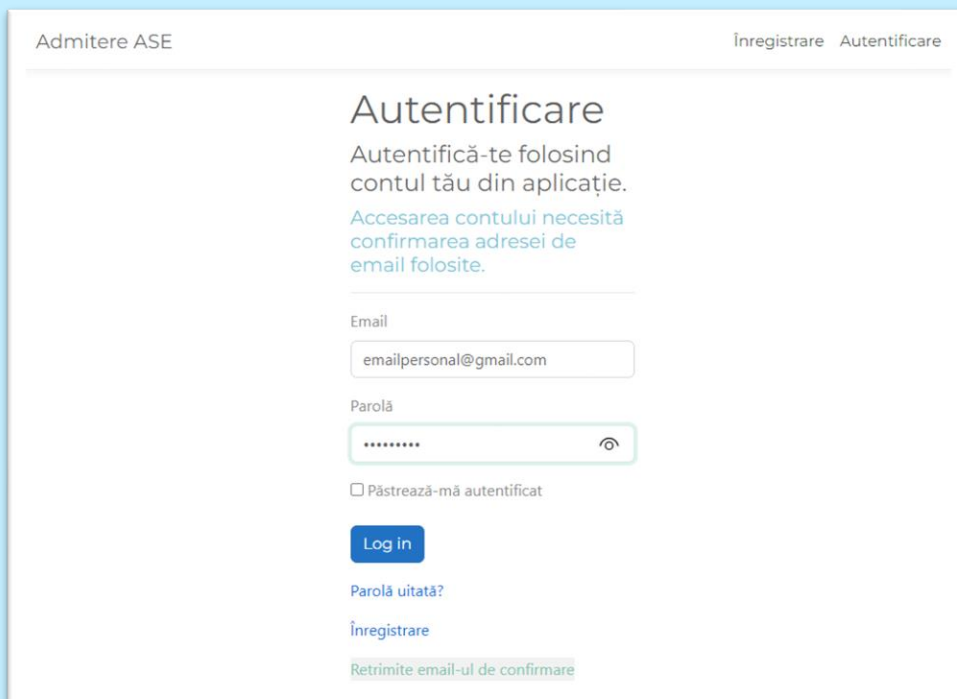 Admitere ASE
Înregistrare Autentificare
Autentificare
Autentifică-te folosind
contul tău din aplicație.
Accesarea contului necesită
confirmarea adresei de
email folosite.
Email
emailpersonal@gmail.com
Parolă
•••••••••
Păstrează-mă autentificat
Log in
Parolă uitată?
Înregistrare
Retrimite email-ul de confirmare